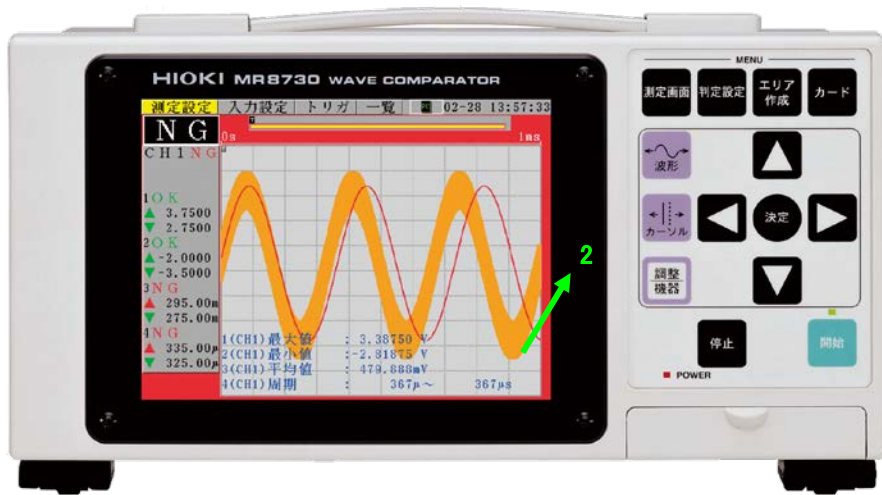 HIOKI MR8730 WAVE COMPARATOR
測定設定 入力設定 トリガ 一覧 02-28 13:57:33
NG
0s 1ms
CH1 NG
1 OK
▲ 3.7500
▼ 2.7500
2 OK
▲ -2.0000
▼ -3.5000
3 NG
▲ 295.00m
▼ 275.00m
4 NG
▲ 335.00μ
▼ 325.00μ
1(CH1)最大値 : 3.38750 V
2(CH1)最小値 :-2.81875 V
3(CH1)平均値 : 479.888mV
4(CH1)周期 : 367μ~ 367μs
2
MENU
測定画面
判定設定
エリア
作成
カード
波形
カーソル
決定
調整
機器
停止
開始
POWER